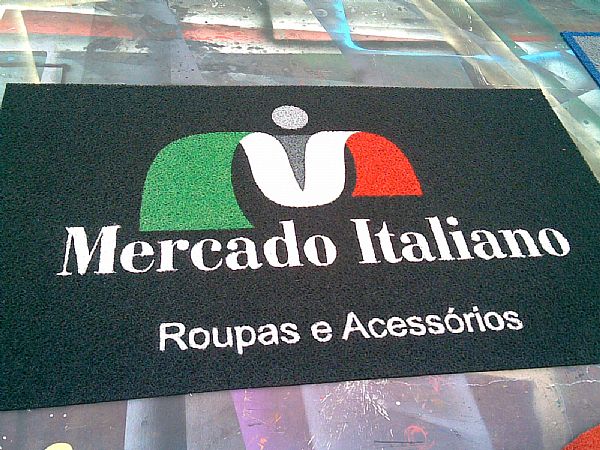 Mercado Italiano
Roupas e Acessórios